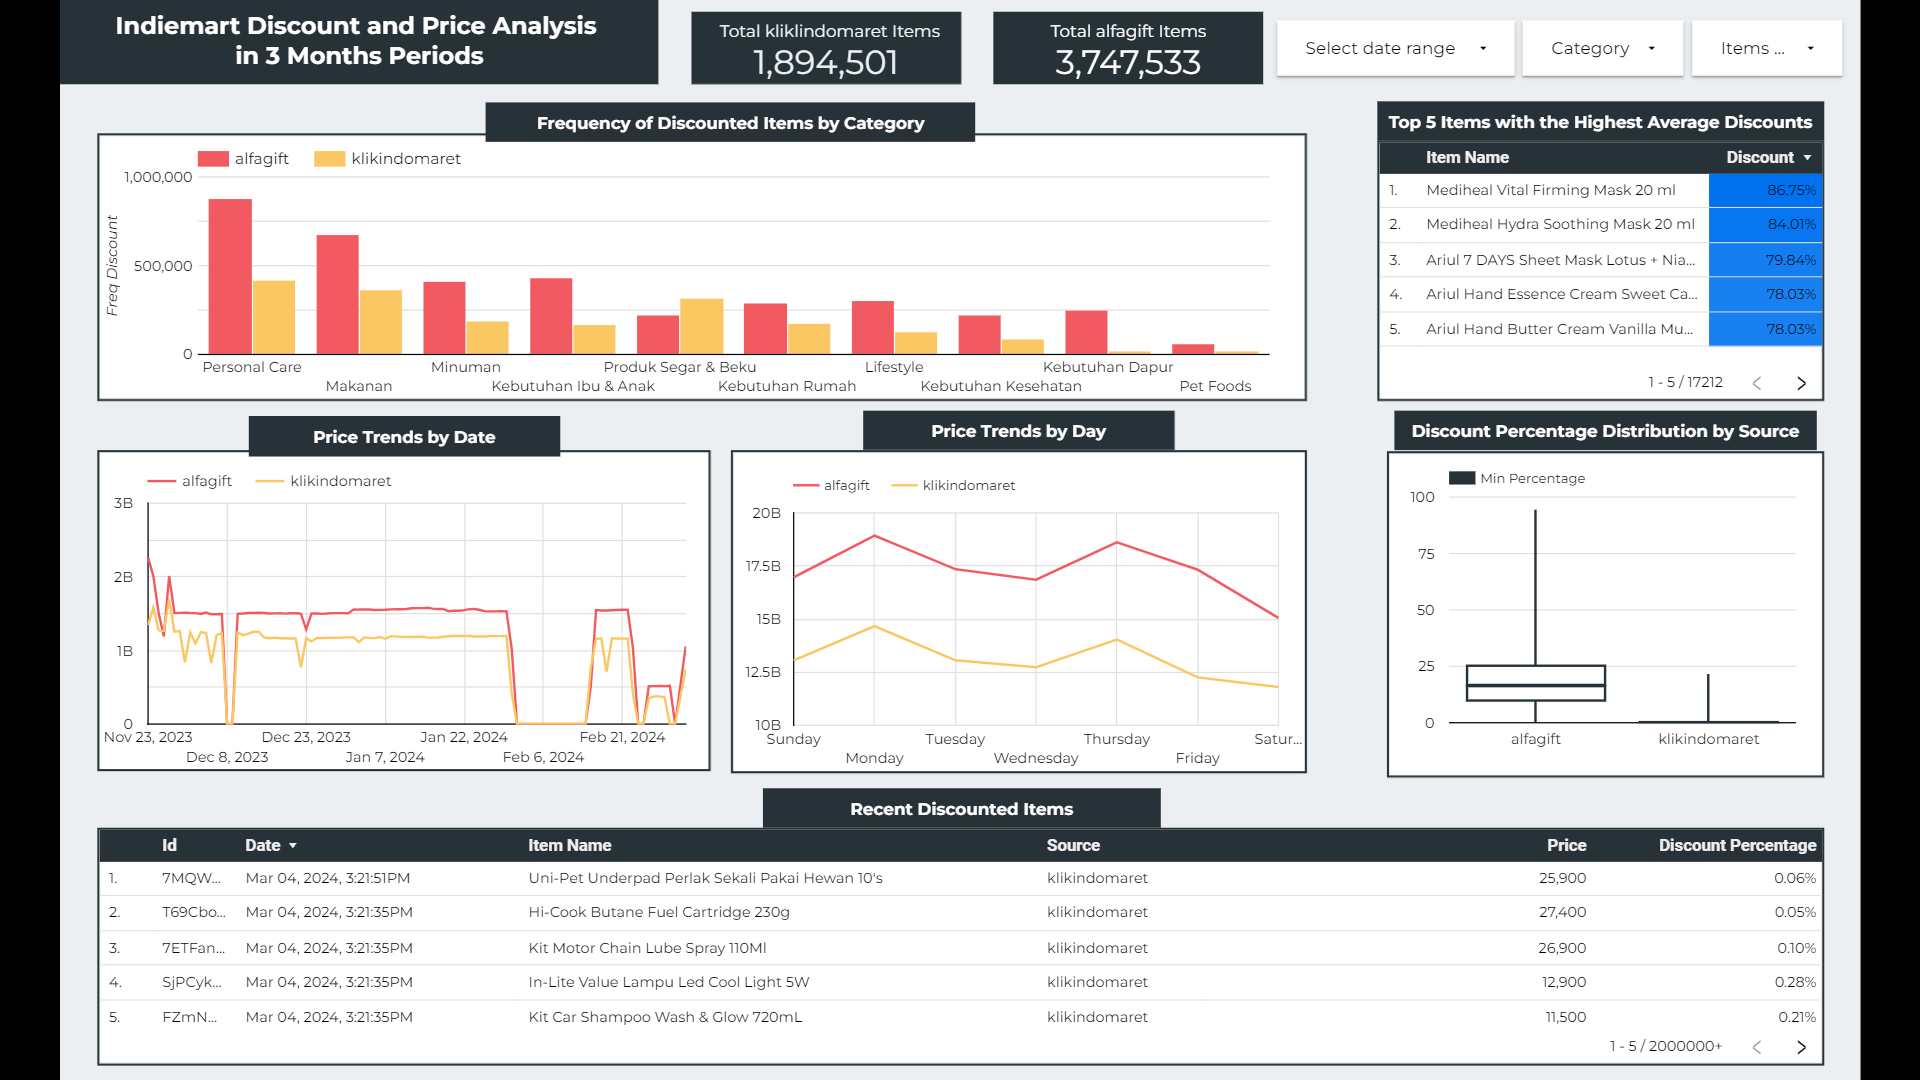 Indiemart Discount and Price Analysis
in 3 Months Periods
Total kliklindomaret Items
1,894,501
Total alfagift Items
3,747,533
Select date range
Category
Items ...
Frequency of Discounted Items by Category
alfagift klikindomaret
Freq Discount
1,000,000
500,000
0
Personal Care Minuman Produk Segar & Beku Lifestyle Kebutuhan Dapur
Makanan Kebutuhan Ibu & Anak Kebutuhan Rumah Kebutuhan Kesehatan Pet Foods
Top 5 Items with the Highest Average Discounts
Item Name Discount
1. Mediheal Vital Firming Mask 20 ml 86.75%
2. Mediheal Hydra Soothing Mask 20 ml 84.01%
3. Ariul 7 DAYS Sheet Mask Lotus + Nia... 79.84%
4. Ariul Hand Essence Cream Sweet Ca... 78.03%
5. Ariul Hand Butter Cream Vanilla Mu... 78.03%
1 - 5 / 17212
Price Trends by Date
alfagift klikindomaret
3B
2B
1B
0
Nov 23, 2023 Dec 23, 2023 Jan 22, 2024 Feb 21, 2024
Dec 8, 2023 Jan 7, 2024 Feb 6, 2024
Price Trends by Day
alfagift klikindomaret
20B
17.5B
15B
12.5B
10B
Sunday Tuesday Thursday Satur...
Monday Wednesday Friday
Discount Percentage Distribution by Source
Min Percentage
100
75
50
25
0
alfagift klikindomaret
Recent Discounted Items
Id Date Item Name Source Price Discount Percentage
1. 7MQW... Mar 04, 2024, 3:21:51PM Uni-Pet Underpad Perlak Sekali Pakai Hewan 10's klikindomaret 25,900 0.06%
2. T69Cbo... Mar 04, 2024, 3:21:35PM Hi-Cook Butane Fuel Cartridge 230g klikindomaret 27,400 0.05%
3. 7ETFan... Mar 04, 2024, 3:21:35PM Kit Motor Chain Lube Spray 110Ml klikindomaret 26,900 0.10%
4. SjPCyk... Mar 04, 2024, 3:21:35PM In-Lite Value Lampu Led Cool Light 5W klikindomaret 12,900 0.28%
5. FZmN... Mar 04, 2024, 3:21:35PM Kit Car Shampoo Wash & Glow 720mL klikindomaret 11,500 0.21%
1 - 5 / 2000000+